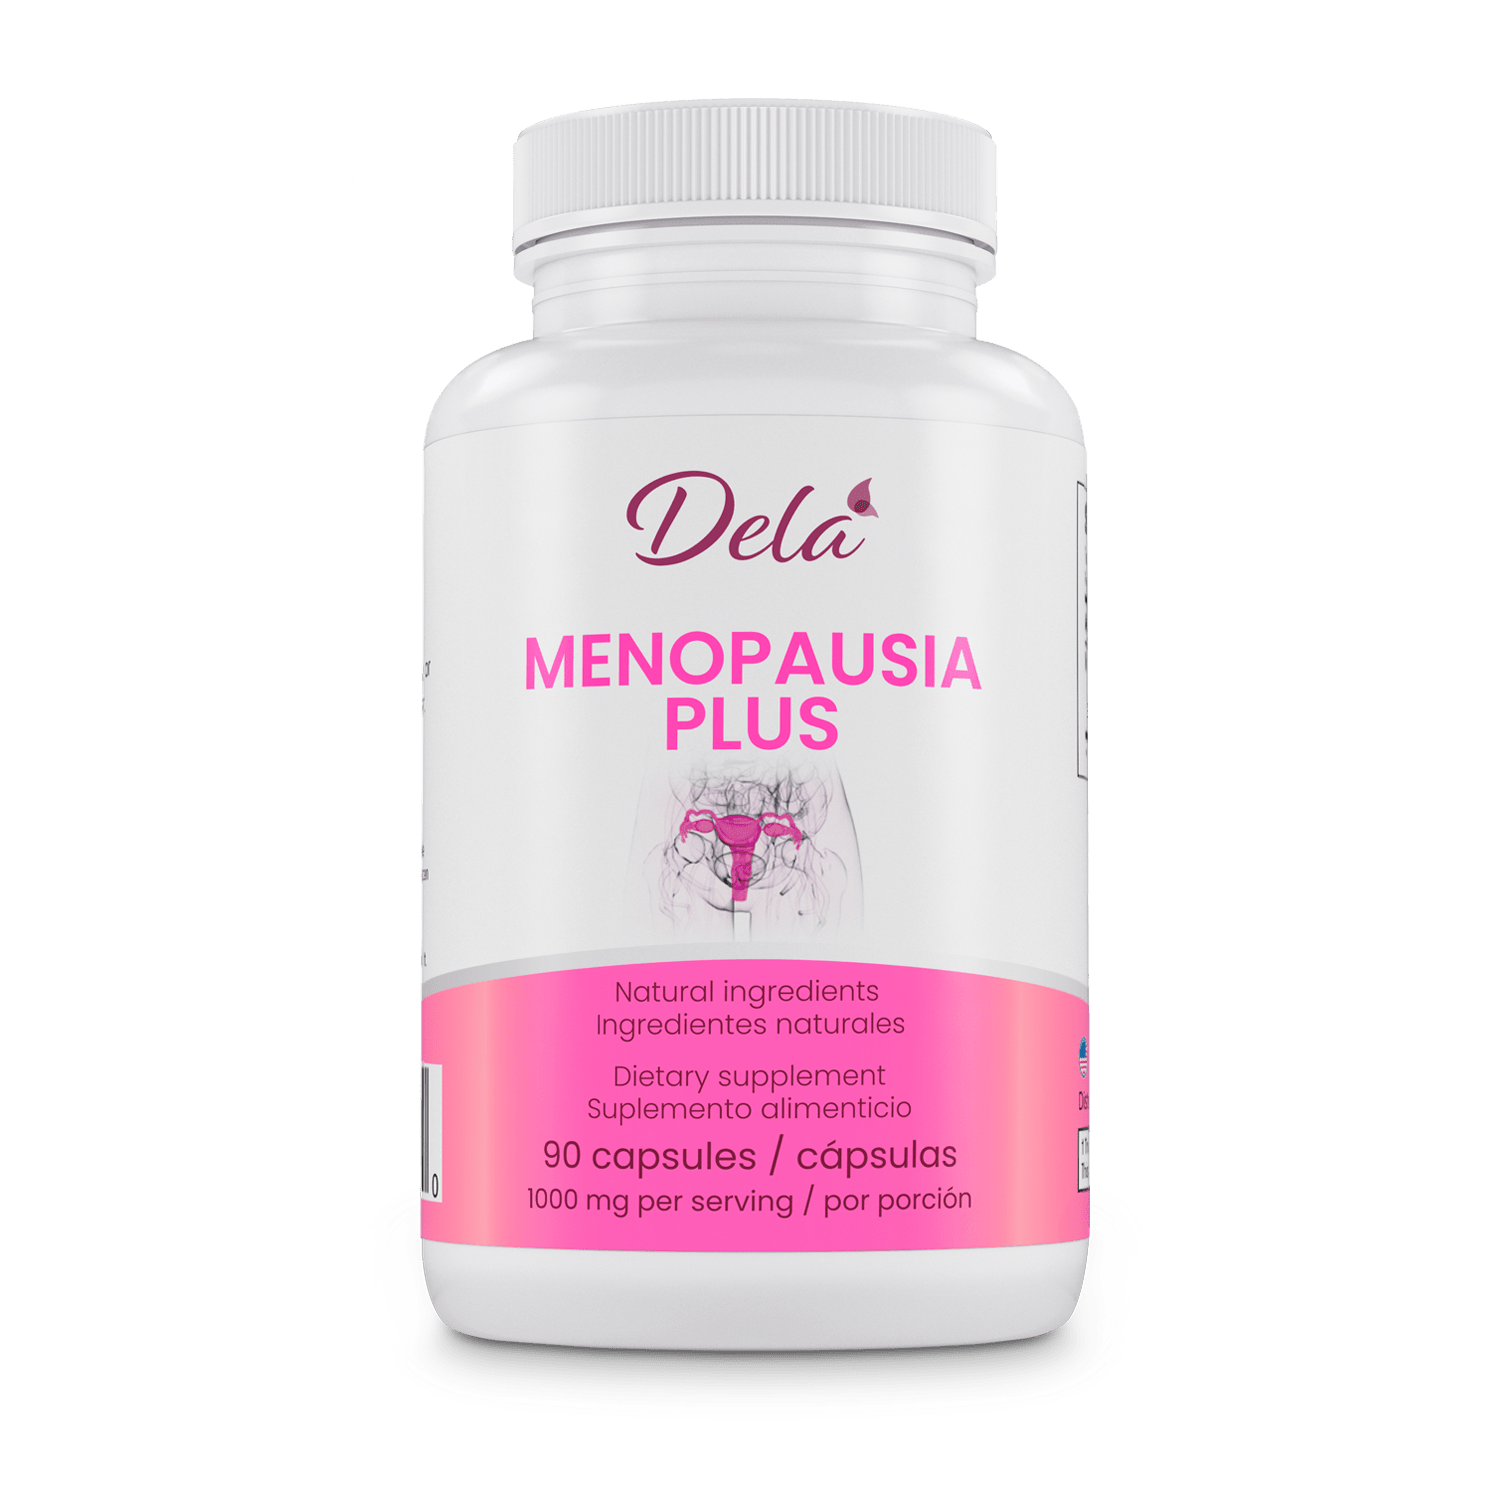 Dela
MENOPAUSIA
PLUS
Natural ingredients
Ingredientes naturales
Dietary supplement
Suplemento alimenticio
90 capsules / cápsulas
1000 mg per serving / por porción
0